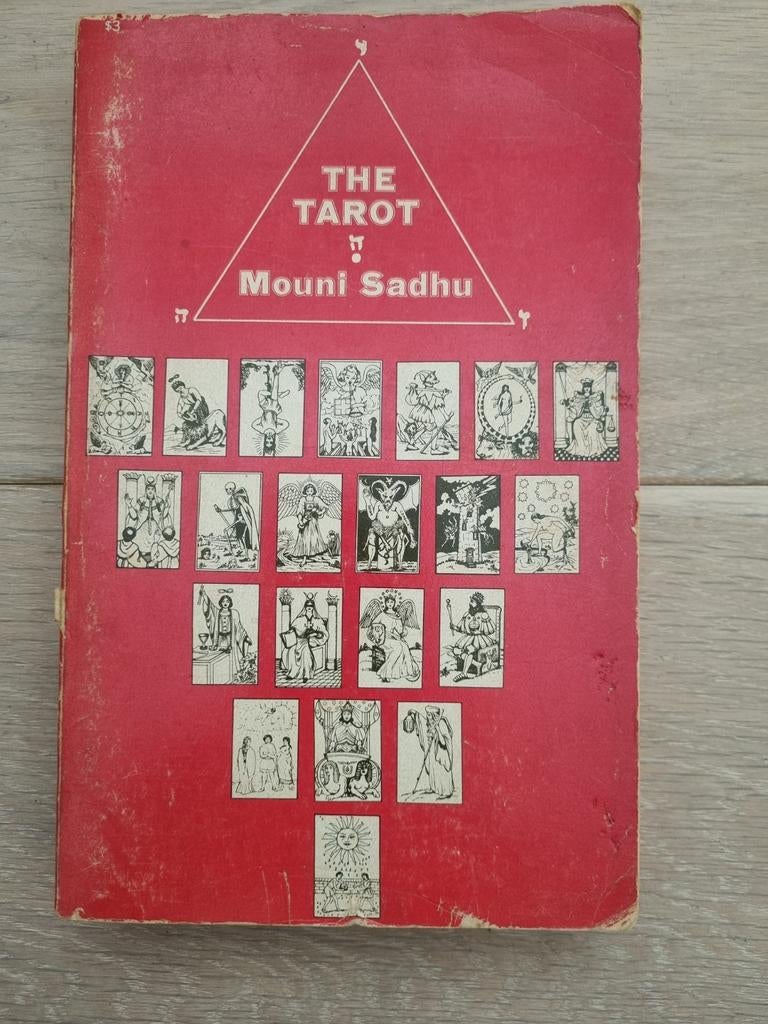 $3
י
THE
TAROT
ה
Mouni Sadhu
ה ו